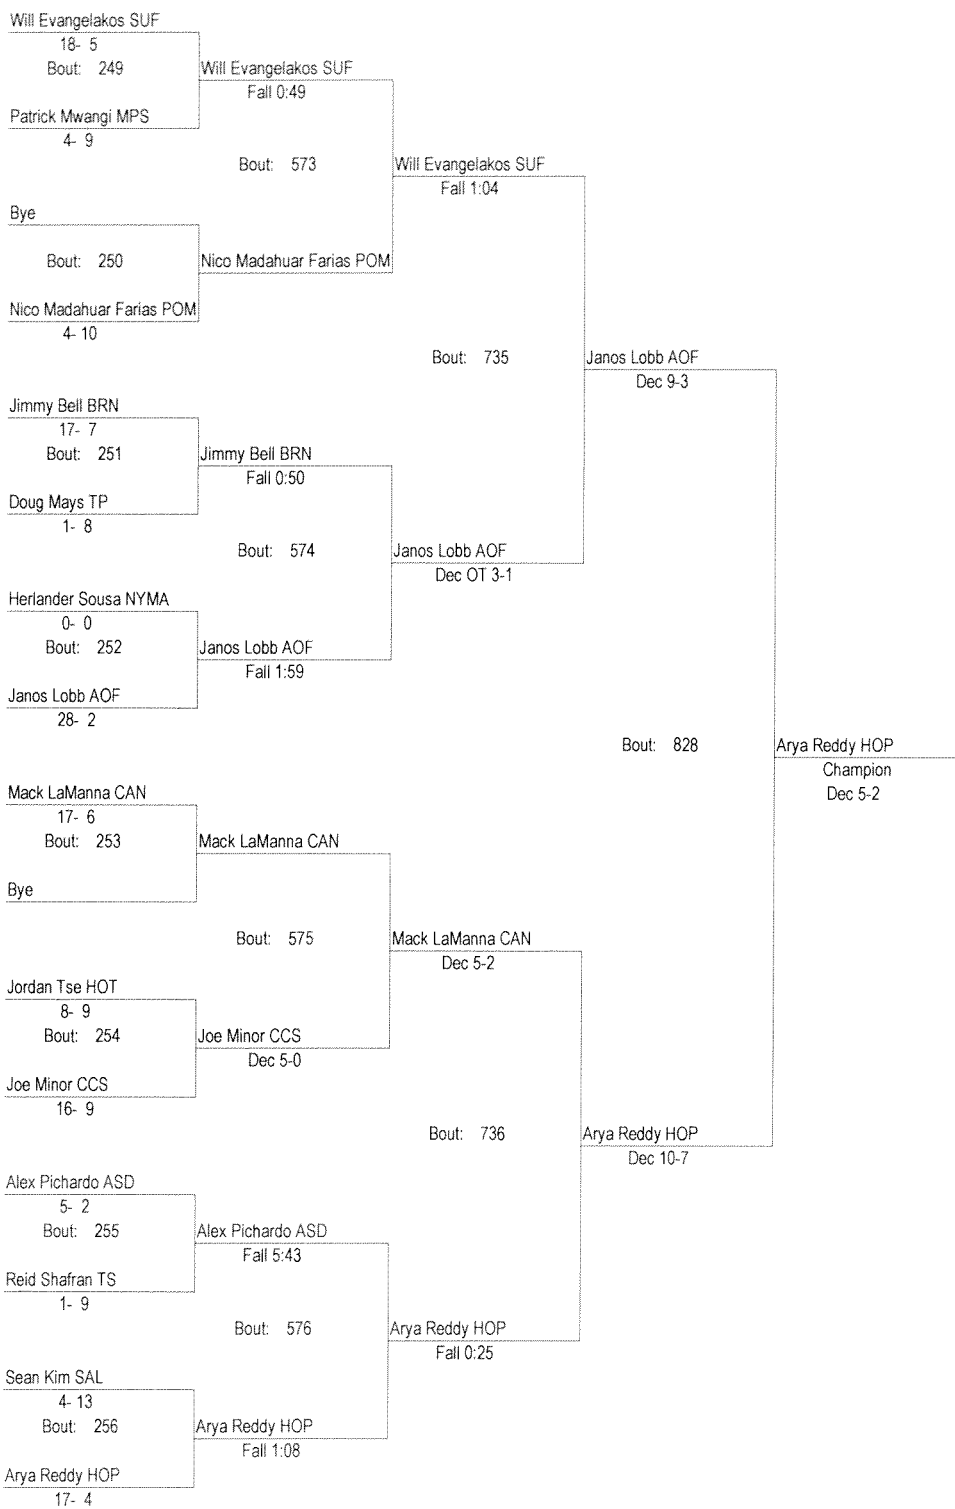 Will Evangelakos SUF
18- 5
Bout: 249
Will Evangelakos SUF
Fall 0:49
Patrick Mwangi MPS
4- 9
Bout: 573
Will Evangelakos SUF
Fall 1:04
Bye
Bout: 250
Nico Madahuar Farias POM
Nico Madahuar Farias POM
4- 10
Bout: 735
Janos Lobb AOF
Dec 9-3
Jimmy Bell BRN
17- 7
Bout: 251
Jimmy Bell BRN
Fall 0:50
Doug Mays TP
1- 8
Bout: 574
Janos Lobb AOF
Dec OT 3-1
Herlander Sousa NYMA
0- 0
Bout: 252
Janos Lobb AOF
Fall 1:59
Janos Lobb AOF
28- 2
Bout: 828
Arya Reddy HOP
Champion
Dec 5-2
Mack LaManna CAN
17- 6
Bout: 253
Mack LaManna CAN
Bye
Bout: 575
Mack LaManna CAN
Dec 5-2
Jordan Tse HOT
8- 9
Bout: 254
Joe Minor CCS
Dec 5-0
Joe Minor CCS
16- 9
Bout: 736
Arya Reddy HOP
Dec 10-7
Alex Pichardo ASD
5- 2
Bout: 255
Alex Pichardo ASD
Fall 5:43
Reid Shafran TS
1- 9
Bout: 576
Arya Reddy HOP
Fall 0:25
Sean Kim SAL
4- 13
Bout: 256
Arya Reddy HOP
Fall 1:08
Arya Reddy HOP
17- 4